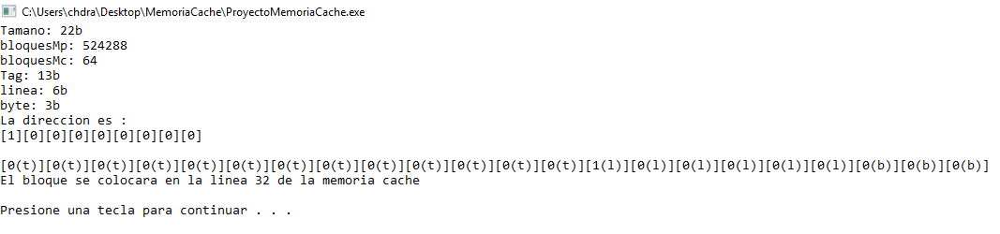 C:\Users\chdra\Desktop\MemoriaCache\ProyectoMemoriaCache.exe
Tamano: 22b
bloquesMp: 524288
bloquesMc: 64
Tag: 13b
linea: 6b
byte: 3b
La direccion es :
[1][0][0][0][0][0][0][0][0]
[0(t)][0(t)][0(t)][0(t)][0(t)][0(t)][0(t)][0(t)][0(t)][0(t)][0(t)][0(t)][0(t)][1(l)][0(l)][0(l)][0(l)][0(l)][0(l)][0(b)][0(b)][0(b)]
El bloque se colocara en la linea 32 de la memoria cache
Presione una tecla para continuar . . .